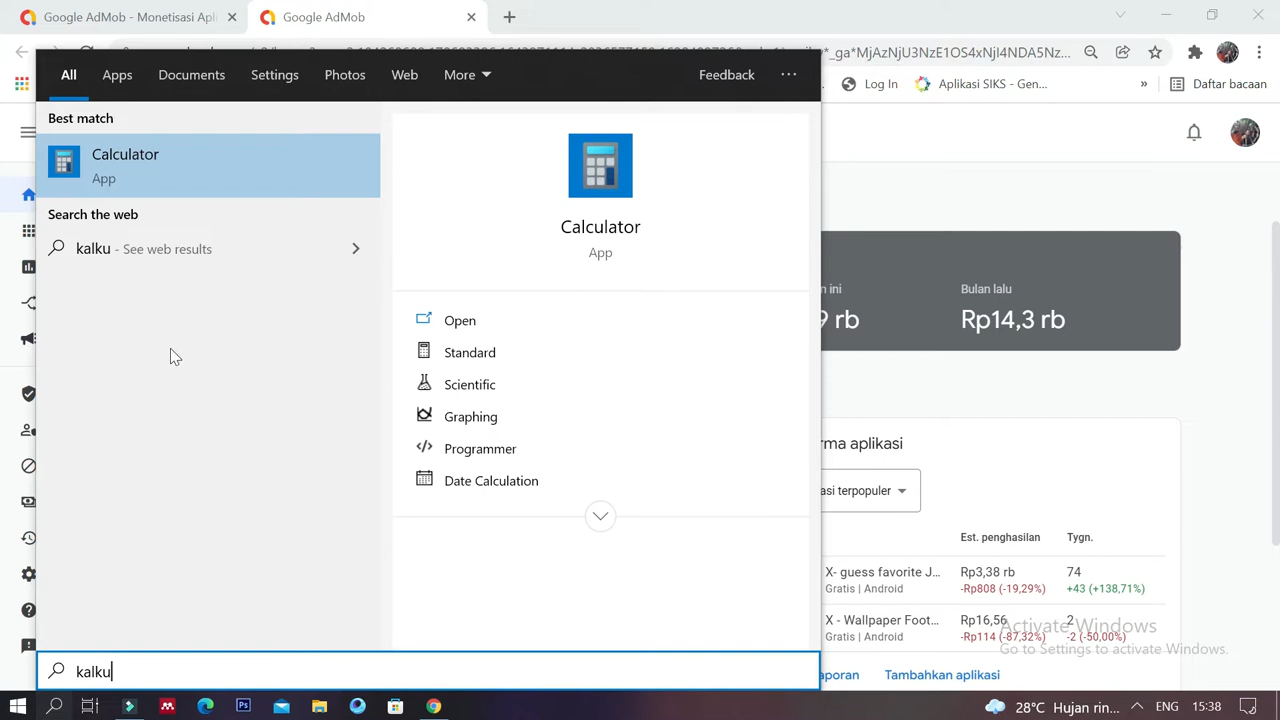 Google AdMob - Monetisasi Apl
Google AdMob
Log In
Aplikasi SIKS - Gen...
Daftar bacaan
All
Apps
Documents
Settings
Photos
Web
More
Feedback
Best match
Calculator
App
Search the web
kalku - See web results
Calculator
App
Open
Standard
Scientific
Graphing
Programmer
Date Calculation
n ini
Bulan lalu
9 rb
Rp14,3 rb
rma aplikasi
asi terpopuler
Est. penghasilan
Tygn.
X- guess favorite J...
Rp3,38 rb
74
Gratis | Android
-Rp808 (-19,29%)
+43 (+138,71%)
X - Wallpaper Foot...
Rp16,56
2
Gratis | Android
-Rp114 (-87,32%)
-2 (-50,00%)
Activate Windows
Go to Settings to activate Windows.
aporan
Tambahkan aplikasi
kalku
28°C Hujan rin...
15:38